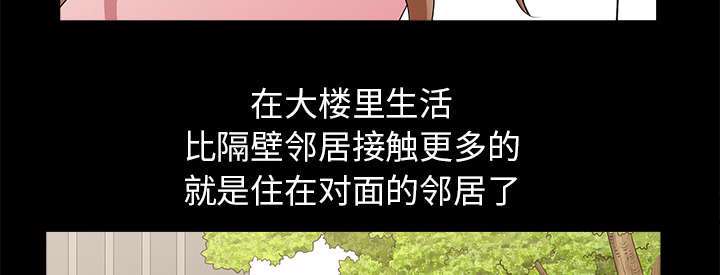 在大楼里生活
比隔壁邻居接触更多的
就是住在对面的邻居了